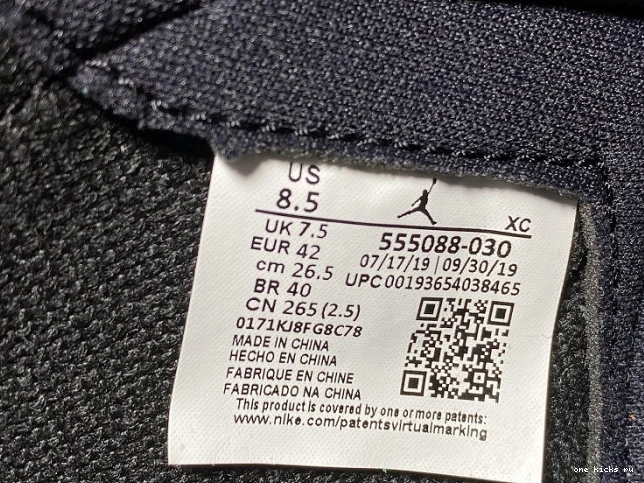 US
8.5
XC
UK 7.5
555088-030
EUR 42
07/17/19 | 09/30/19
cm 26.5
UPC 00193654038465
BR 40
CN 265 (2.5)
0171KJ8FG8C78
MADE IN CHINA
HECHO EN CHINA
FABRIQUE EN CHINE
FABRICADO NA CHINA
This product is covered by one or more patents:
www.nike.com/patentsvirtualmarking
one kicks ru